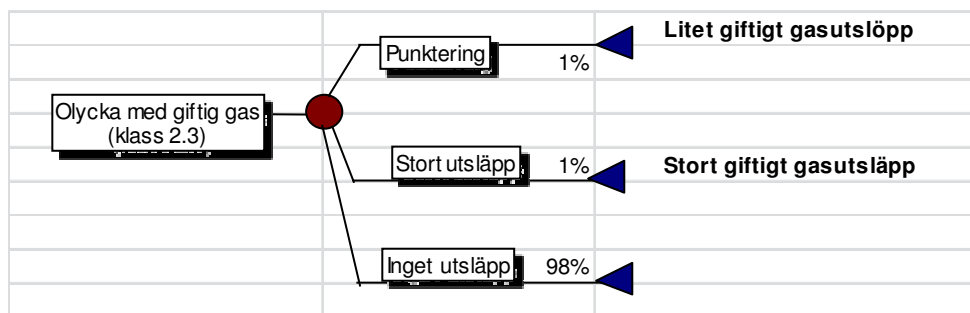 Litet giftigt gasutslöpp
Punktering
1%
Olycka med giftig gas
(klass 2.3)
Stort utsläpp
1%
Stort giftigt gasutsläpp
Inget utsläpp
98%